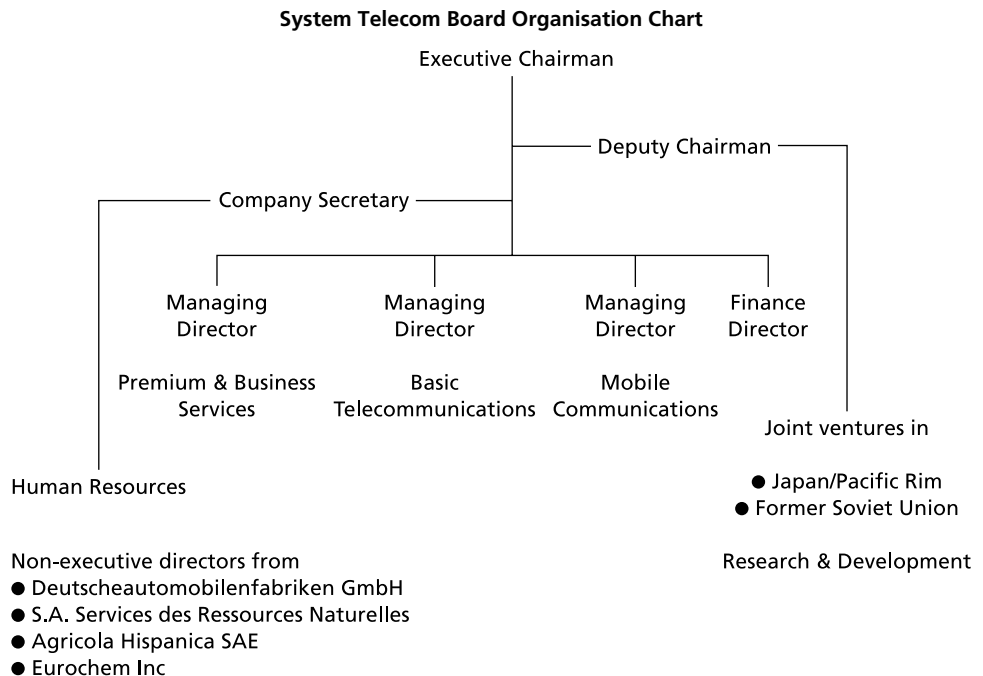 System Telecom Board Organisation Chart
Executive Chairman
Deputy Chairman
Company Secretary
Managing
Director
Premium & Business
Services
Managing
Director
Basic
Telecommunications
Managing
Director
Mobile
Communications
Finance
Director
Joint ventures in
● Japan/Pacific Rim
● Former Soviet Union
Research & Development
Human Resources
Non-executive directors from
● Deutscheautomobilenfabriken GmbH
● S.A. Services des Ressources Naturelles
● Agricola Hispanica SAE
● Eurochem Inc